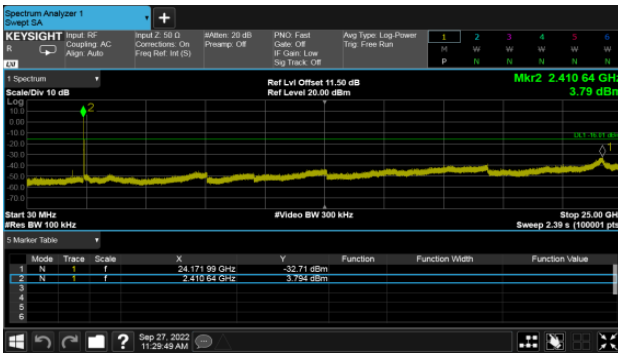 Spectrum Analyzer 1
Swept SA
KEYSIGHT
R
LXI
Input: RF
Coupling: AC
Align: Auto
Input Z: 50 Ω
Corrections: On
Freq Ref: Int (S)
#Atten: 20 dB
Preamp: Off
PNO: Fast
Gate: Off
IF Gain: Low
Sig Track: Off
Avg Type: Log-Power
Trig: Free Run
1 2 3 4 5 6
M W W W W W
P N N N N N
1 Spectrum
Scale/Div 10 dB
Ref Lvl Offset 11.50 dB
Ref Level 20.00 dBm
Mkr2 2.410 64 GHz
3.79 dBm
Log
10.0
0.00
-10.0
-20.0
-30.0
-40.0
-50.0
-60.0
-70.0
2
1
Start 30 MHz
#Res BW 100 kHz
#Video BW 300 kHz
Stop 25.00 GHz
Sweep 2.39 s (100001 pts)
5 Marker Table
Mode Trace Scale X Y Function Function Width Function Value
1 N 1 f 24.171 99 GHz -32.71 dBm
2 N 1 f 2.410 64 GHz 3.794 dBm
3
4
5
6
?
Sep 27, 2022
11:29:49 AM